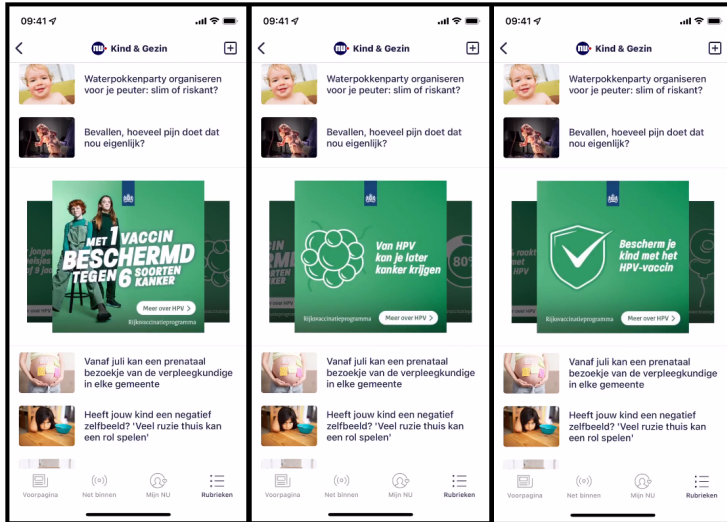 09:41
nu
Kind & Gezin
Waterpokkenparty organiseren
voor je peuter: slim of riskant?
Bevallen, hoeveel pijn doet dat
nou eigenlijk?
MET 1 VACCIN
BESCHERMD
TEGEN 6 SOORTEN
KANKER
Meer over HPV >
Rijksvaccinatieprogramma
Vanaf juli kan een prenataal
bezoekje van de verpleegkundige
in elke gemeente
Heeft jouw kind een negatief
zelfbeeld? 'Veel ruzie thuis kan
een rol spelen'
Voorpagina
Net binnen
Mijn NU
Rubrieken
09:41
nu
Kind & Gezin
Waterpokkenparty organiseren
voor je peuter: slim of riskant?
Bevallen, hoeveel pijn doet dat
nou eigenlijk?
Van HPV
kan je later
kanker krijgen
80%
Meer over HPV >
Rijksvaccinatieprogramma
Vanaf juli kan een prenataal
bezoekje van de verpleegkundige
in elke gemeente
Heeft jouw kind een negatief
zelfbeeld? 'Veel ruzie thuis kan
een rol spelen'
Voorpagina
Net binnen
Mijn NU
Rubrieken
09:41
nu
Kind & Gezin
Waterpokkenparty organiseren
voor je peuter: slim of riskant?
Bevallen, hoeveel pijn doet dat
nou eigenlijk?
Bescherm je
kind met het
HPV-vaccin
Meer over HPV >
Rijksvaccinatieprogramma
Vanaf juli kan een prenataal
bezoekje van de verpleegkundige
in elke gemeente
Heeft jouw kind een negatief
zelfbeeld? 'Veel ruzie thuis kan
een rol spelen'
Voorpagina
Net binnen
Mijn NU
Rubrieken